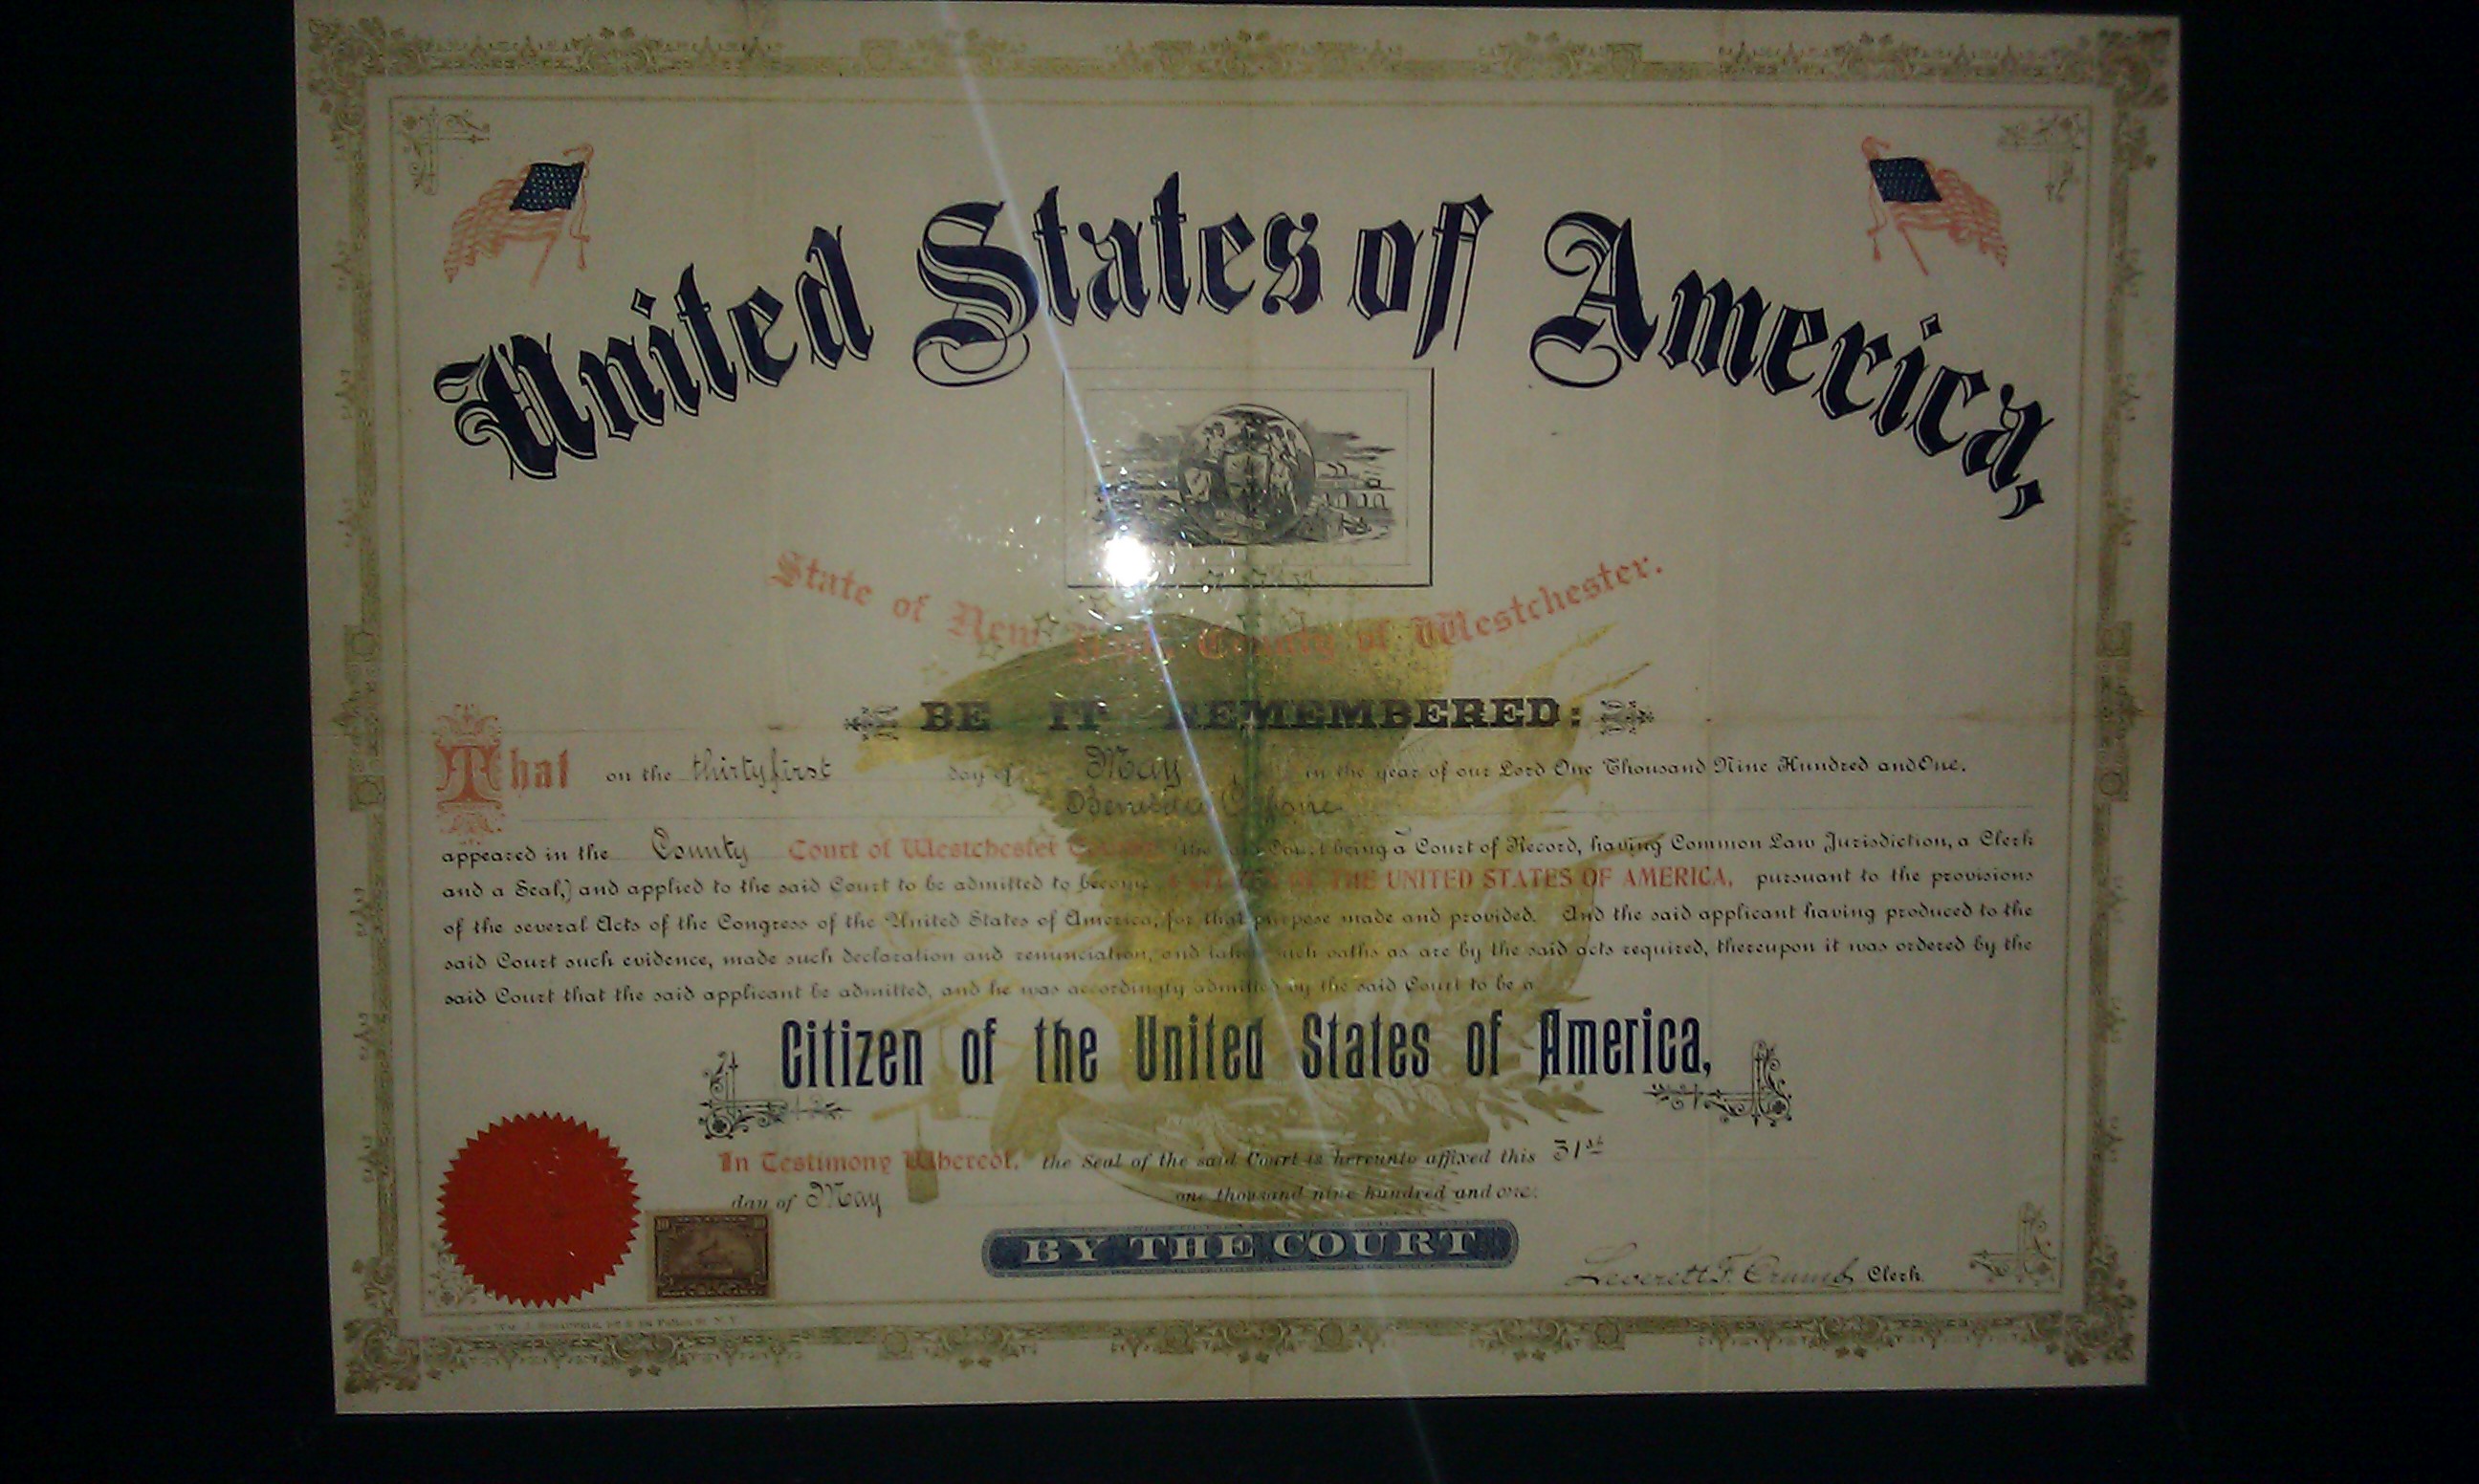 United States of America,
State of New York, County of Westchester.
BE IT REMEMBERED:
That on the thirtyfirst day of May in the year of our Lord One Thousand Nine Hundred and One.
appeared in the County Court of Westchester being a Court of Record, having Common Law Jurisdiction, a Clerk
and a Seal,) and applied to the said Court to be admitted to become THE UNITED STATES OF AMERICA, pursuant to the provisions
of the several Acts of the Congress of the United States of America, for that purpose made and provided. And the said applicant having produced to the
said Court such evidence, made such declaration and renunciation, and taken such oaths as are by the said acts required, thereupon it was ordered by the
said Court that the said applicant be admitted, and he was accordingly admitted by the said Court to be a
Citizen of the United States of America,
In Testimony Whereof, the Seal of the said Court is hereunto affixed this 31st
day of May one thousand nine hundred and one.
BY THE COURT
Leverett F. Crumb Clerk.